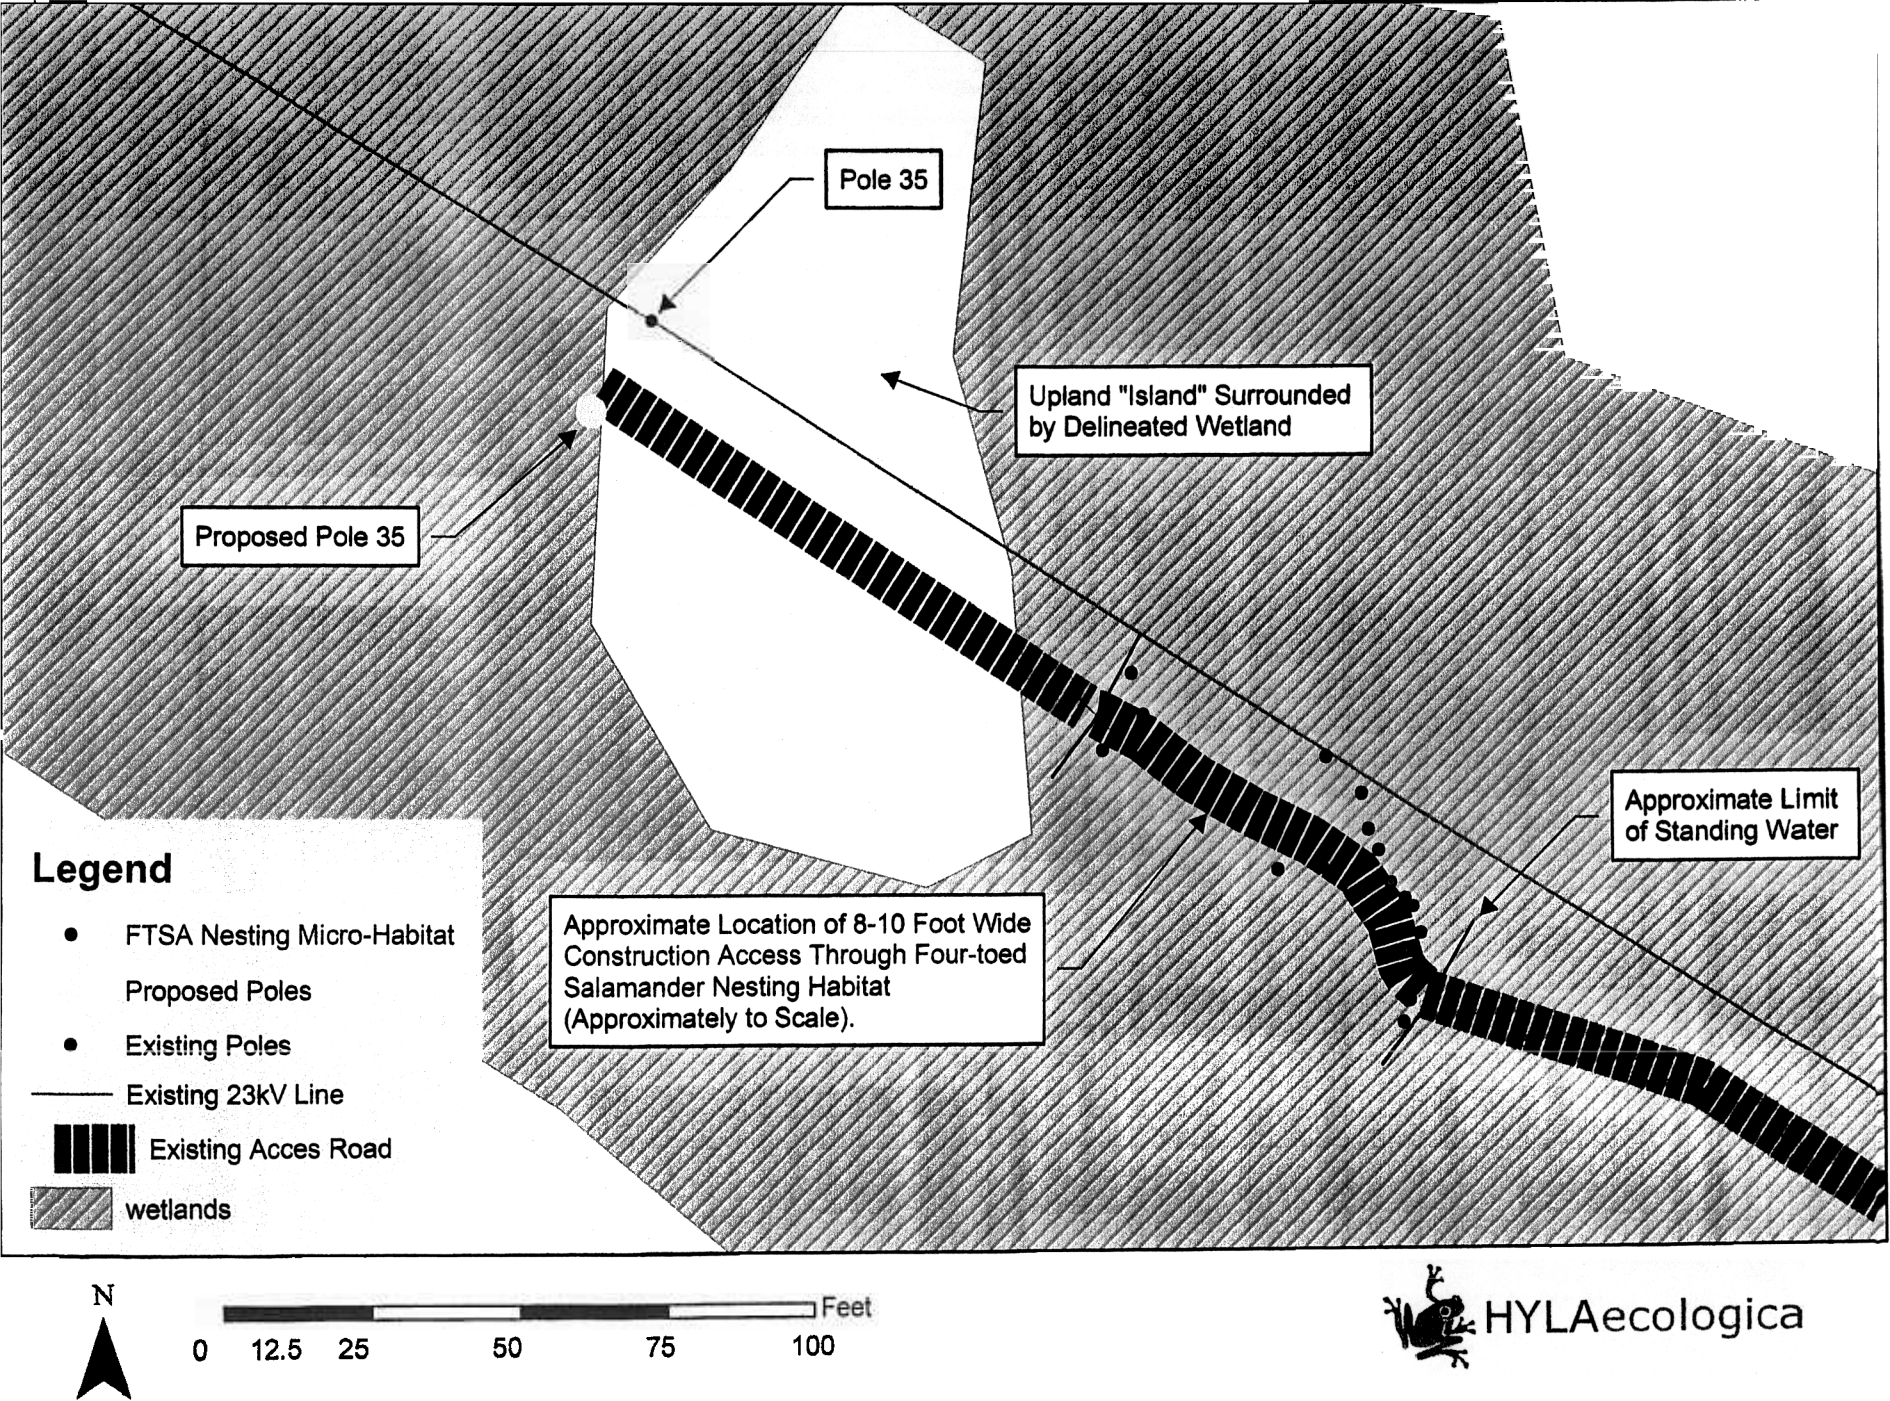 Pole 35
Upland "Island" Surrounded
by Delineated Wetland
Proposed Pole 35
Approximate Limit
of Standing Water
Approximate Location of 8-10 Foot Wide
Construction Access Through Four-toed
Salamander Nesting Habitat
(Approximately to Scale).
Legend
FTSA Nesting Micro-Habitat
Proposed Poles
Existing Poles
Existing 23kV Line
Existing Acces Road
wetlands
N
Feet
0 12.5 25 50 75 100
HYLAecologica